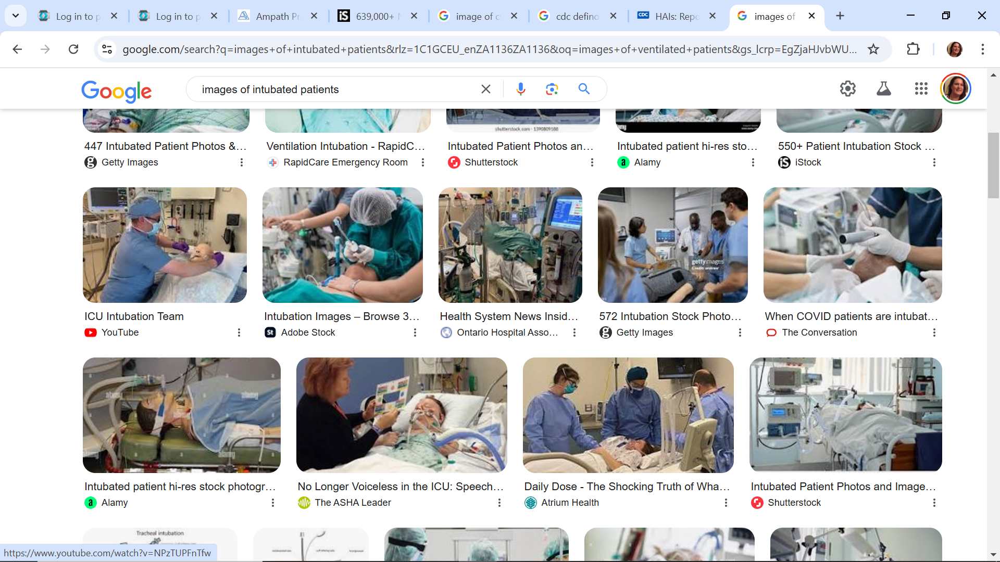 Log in to p
Log in to p
Ampath Pr
639,000+
image of c
cdc defino
HAIs: Repo
images of
google.com/search?q=images+of+intubated+patients&rlz=1C1GCEU_enZA1136ZA1136&oq=images+of+ventilated+patients&gs_lcrp=EgZjaHJvbWU...
Google
images of intubated patients
shutterstock.com · 1390809188
447 Intubated Patient Photos &...
Getty Images
Ventilation Intubation - RapidC...
RapidCare Emergency Room
Intubated Patient Photos an...
Shutterstock
Intubated patient hi-res sto...
Alamy
550+ Patient Intubation Stock ...
iStock
gettyimages
ICU Intubation Team
YouTube
Intubation Images – Browse 3...
Adobe Stock
Health System News Insid...
Ontario Hospital Asso...
572 Intubation Stock Photo...
Getty Images
When COVID patients are intubat...
The Conversation
alamy
alamy
alamy
Intubated patient hi-res stock photogr...
Alamy
No Longer Voiceless in the ICU: Speech...
The ASHA Leader
Daily Dose - The Shocking Truth of Wha...
Atrium Health
Intubated Patient Photos and Image...
Shutterstock
Tracheal intubation
https://www.youtube.com/watch?v=NPzTUPFnTfw